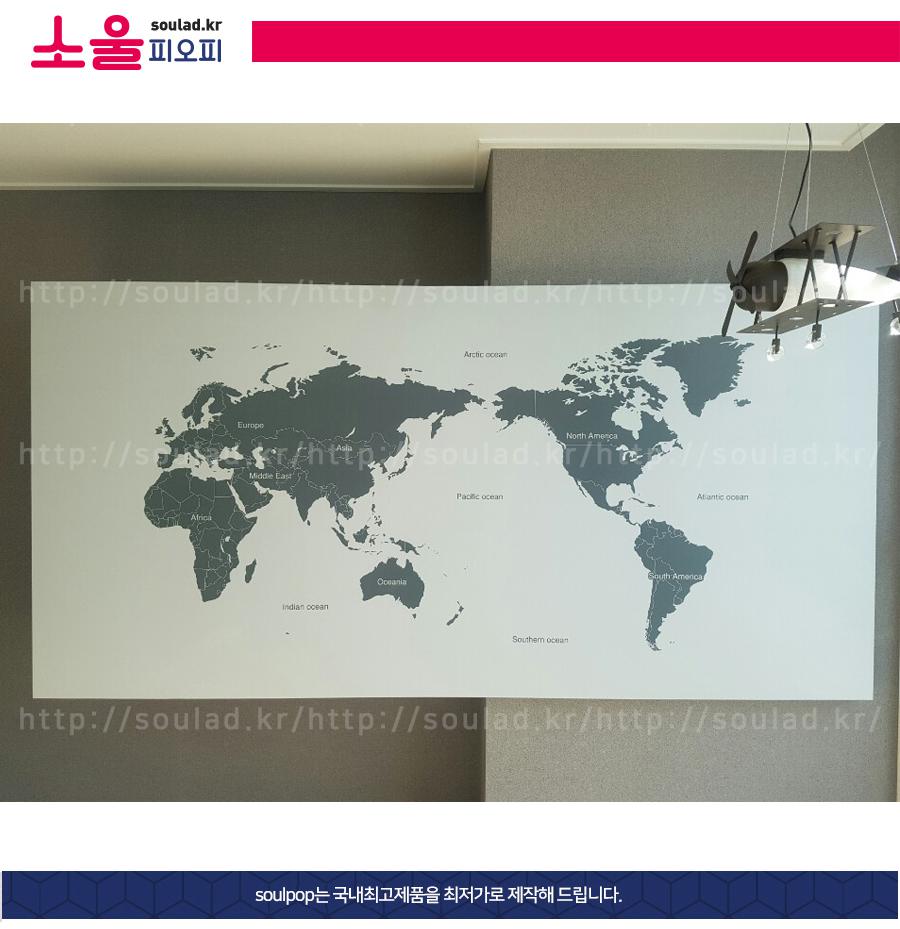 soulad.kr
소울
피오피
http://soulad.kr/http://soulad.kr/http://soulad.kr/
Arctic ocean
Europe
North America
Asia
http://soulad.kr/http://soulad.kr/http://soulad.kr/
Middle East
Pacific ocean
Atlantic ocean
Africa
South America
Oceania
Indian ocean
Southern ocean
http://soulad.kr/http://soulad.kr/http://soulad.kr/
soulpop는 국내최고제품을 최저가로 제작해 드립니다.